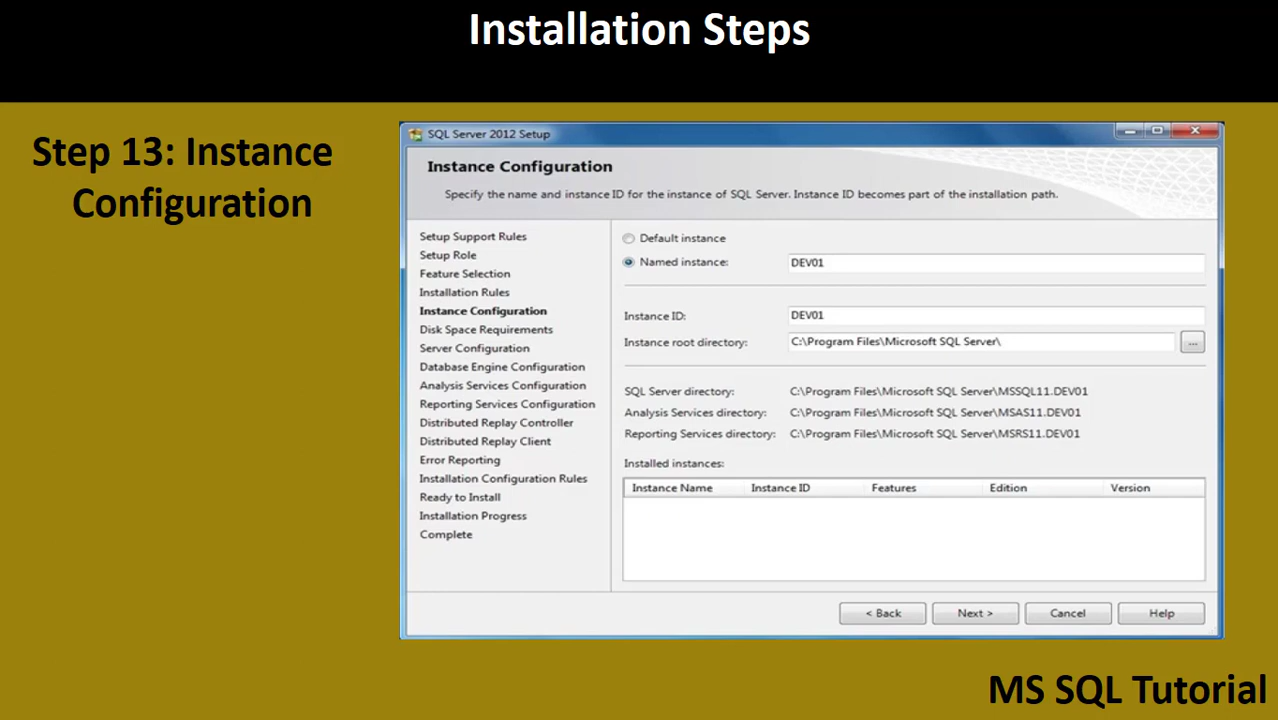 Installation Steps
Step 13: Instance
Configuration
SQL Server 2012 Setup
Instance Configuration
Specify the name and instance ID for the instance of SQL Server. Instance ID becomes part of the installation path.
Setup Support Rules
Setup Role
Feature Selection
Installation Rules
Instance Configuration
Disk Space Requirements
Server Configuration
Database Engine Configuration
Analysis Services Configuration
Reporting Services Configuration
Distributed Replay Controller
Distributed Replay Client
Error Reporting
Installation Configuration Rules
Ready to Install
Installation Progress
Complete
Default instance
Named instance: DEV01
Instance ID: DEV01
Instance root directory: C:\Program Files\Microsoft SQL Server\ ...
SQL Server directory: C:\Program Files\Microsoft SQL Server\MSSQL11.DEV01
Analysis Services directory: C:\Program Files\Microsoft SQL Server\MSAS11.DEV01
Reporting Services directory: C:\Program Files\Microsoft SQL Server\MSRS11.DEV01
Installed instances:
Instance Name Instance ID Features Edition Version
< Back Next > Cancel Help
MS SQL Tutorial